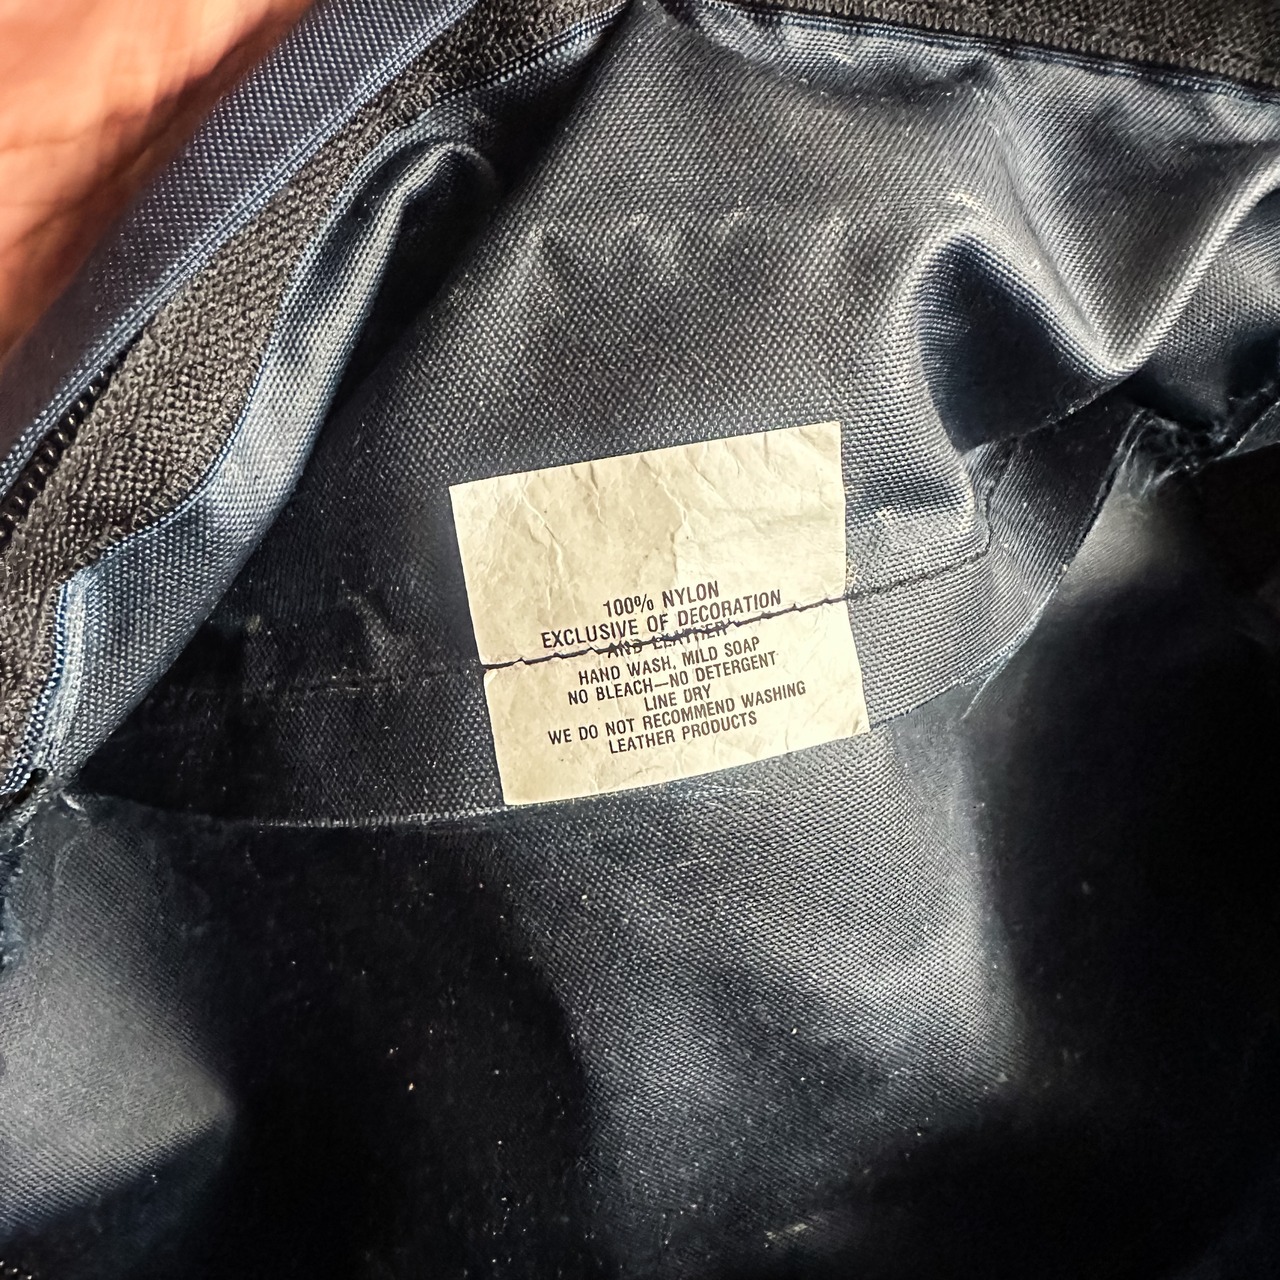 100% NYLON
EXCLUSIVE OF DECORATION
AND LEATHER
HAND WASH, MILD SOAP
NO BLEACH—NO DETERGENT
LINE DRY
WE DO NOT RECOMMEND WASHING
LEATHER PRODUCTS